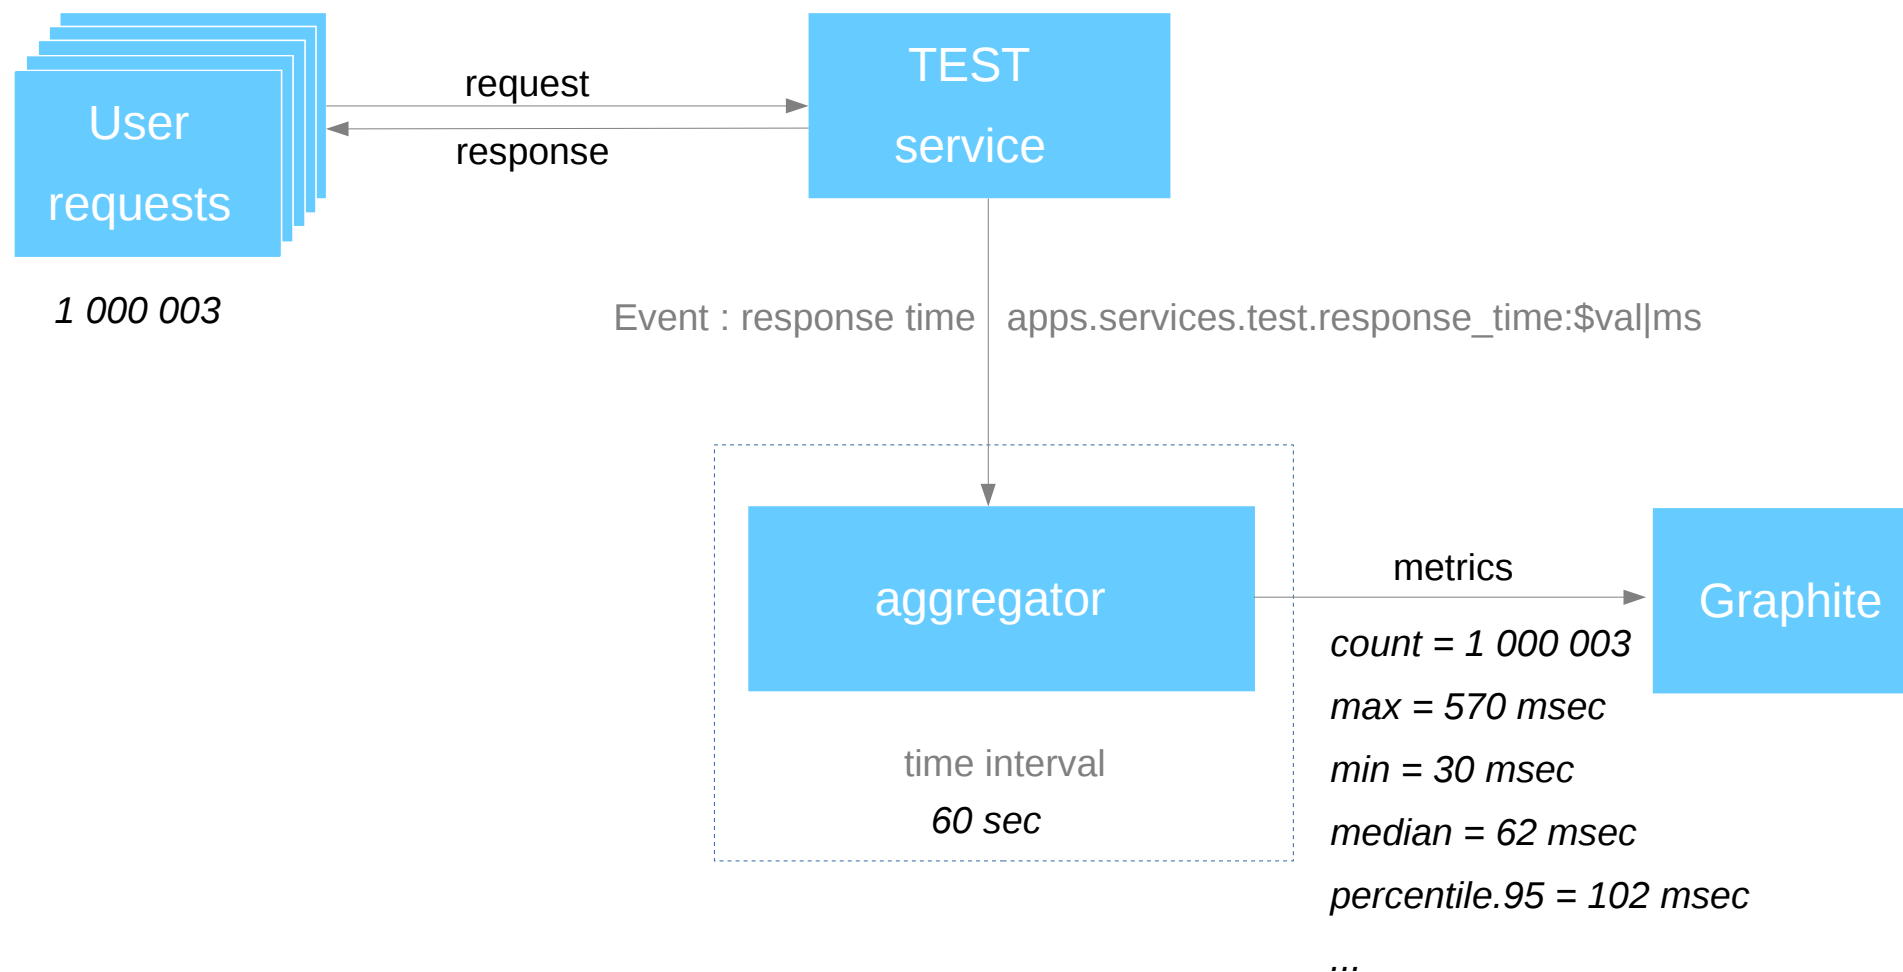 User
requests
1 000 003
request
response
TEST
service
Event : response time
apps.services.test.response_time:$val|ms
aggregator
time interval
60 sec
metrics
count = 1 000 003
max = 570 msec
min = 30 msec
median = 62 msec
percentile.95 = 102 msec
...
Graphite